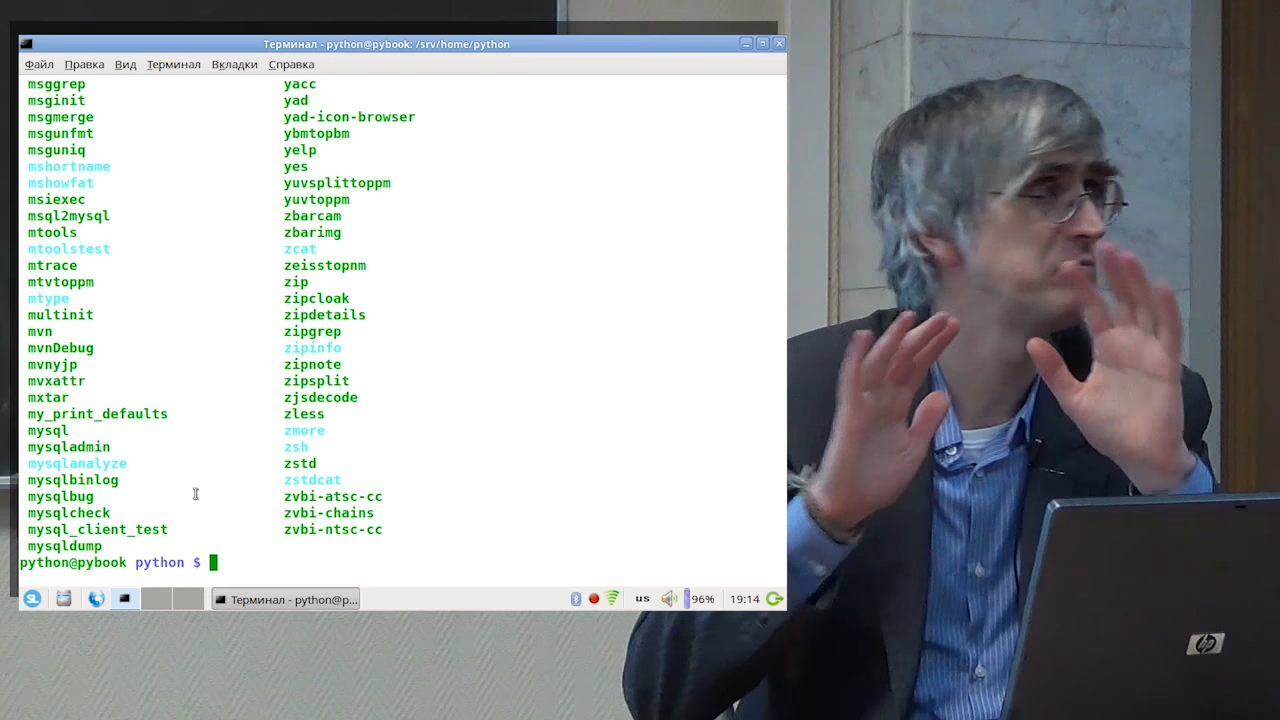 Терминал - python@pybook: /srv/home/python
Файл Правка Вид Терминал Вкладки Справка
msggrep yacc
msginit yad
msgmerge yad-icon-browser
msgunfmt ybmtopbm
msguniq yelp
mshortname yes
mshowfat yuvsplittoppm
msiexec yuvtoppm
msql2mysql zbarcam
mtools zbarimg
mtoolstest zcat
mtrace zeisstopnm
mtvtoppm zip
mtype zipcloak
multinit zipdetails
mvn zipgrep
mvnDebug zipinfo
mvnyjp zipnote
mvxattr zipsplit
mxtar zjsdecode
my_print_defaults zless
mysql zmore
mysqladmin zsh
mysqlanalyze zstd
mysqlbinlog zstdcat
mysqlbug zvbi-atsc-cc
mysqlcheck zvbi-chains
mysql_client_test zvbi-ntsc-cc
mysqldump
python@pybook python $
SL Терминал - python@p... us 96% 19:14
hp